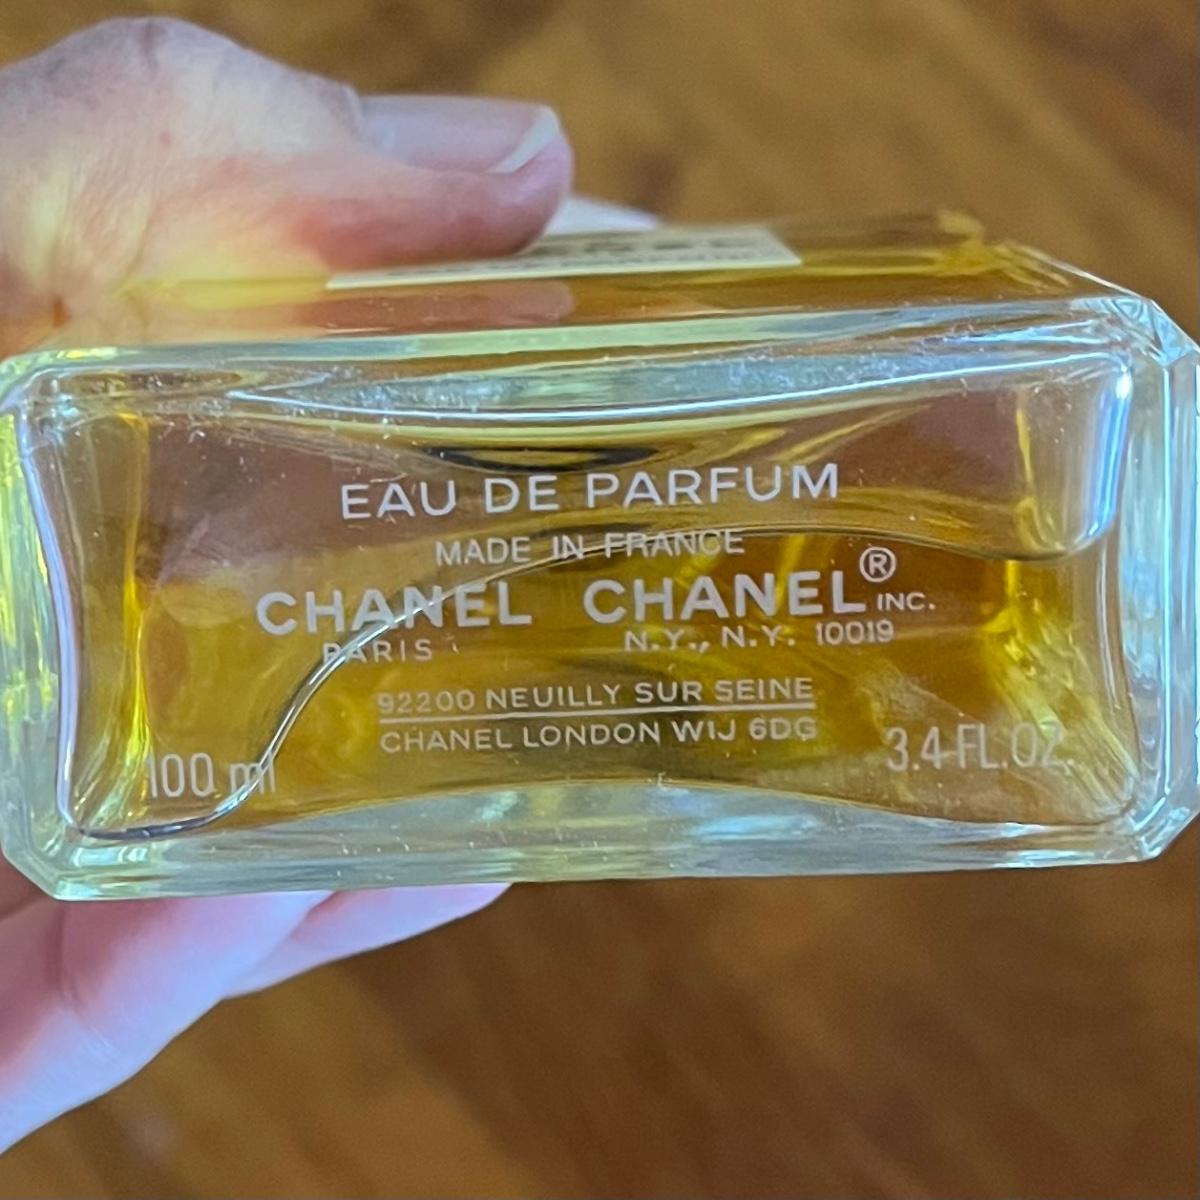 EAU DE PARFUM
MADE IN FRANCE
CHANEL CHANEL® INC.
PARIS N.Y., N.Y. 10019
92200 NEUILLY SUR SEINE
CHANEL LONDON W1J 6DG
100 ml 3.4 FL.OZ.